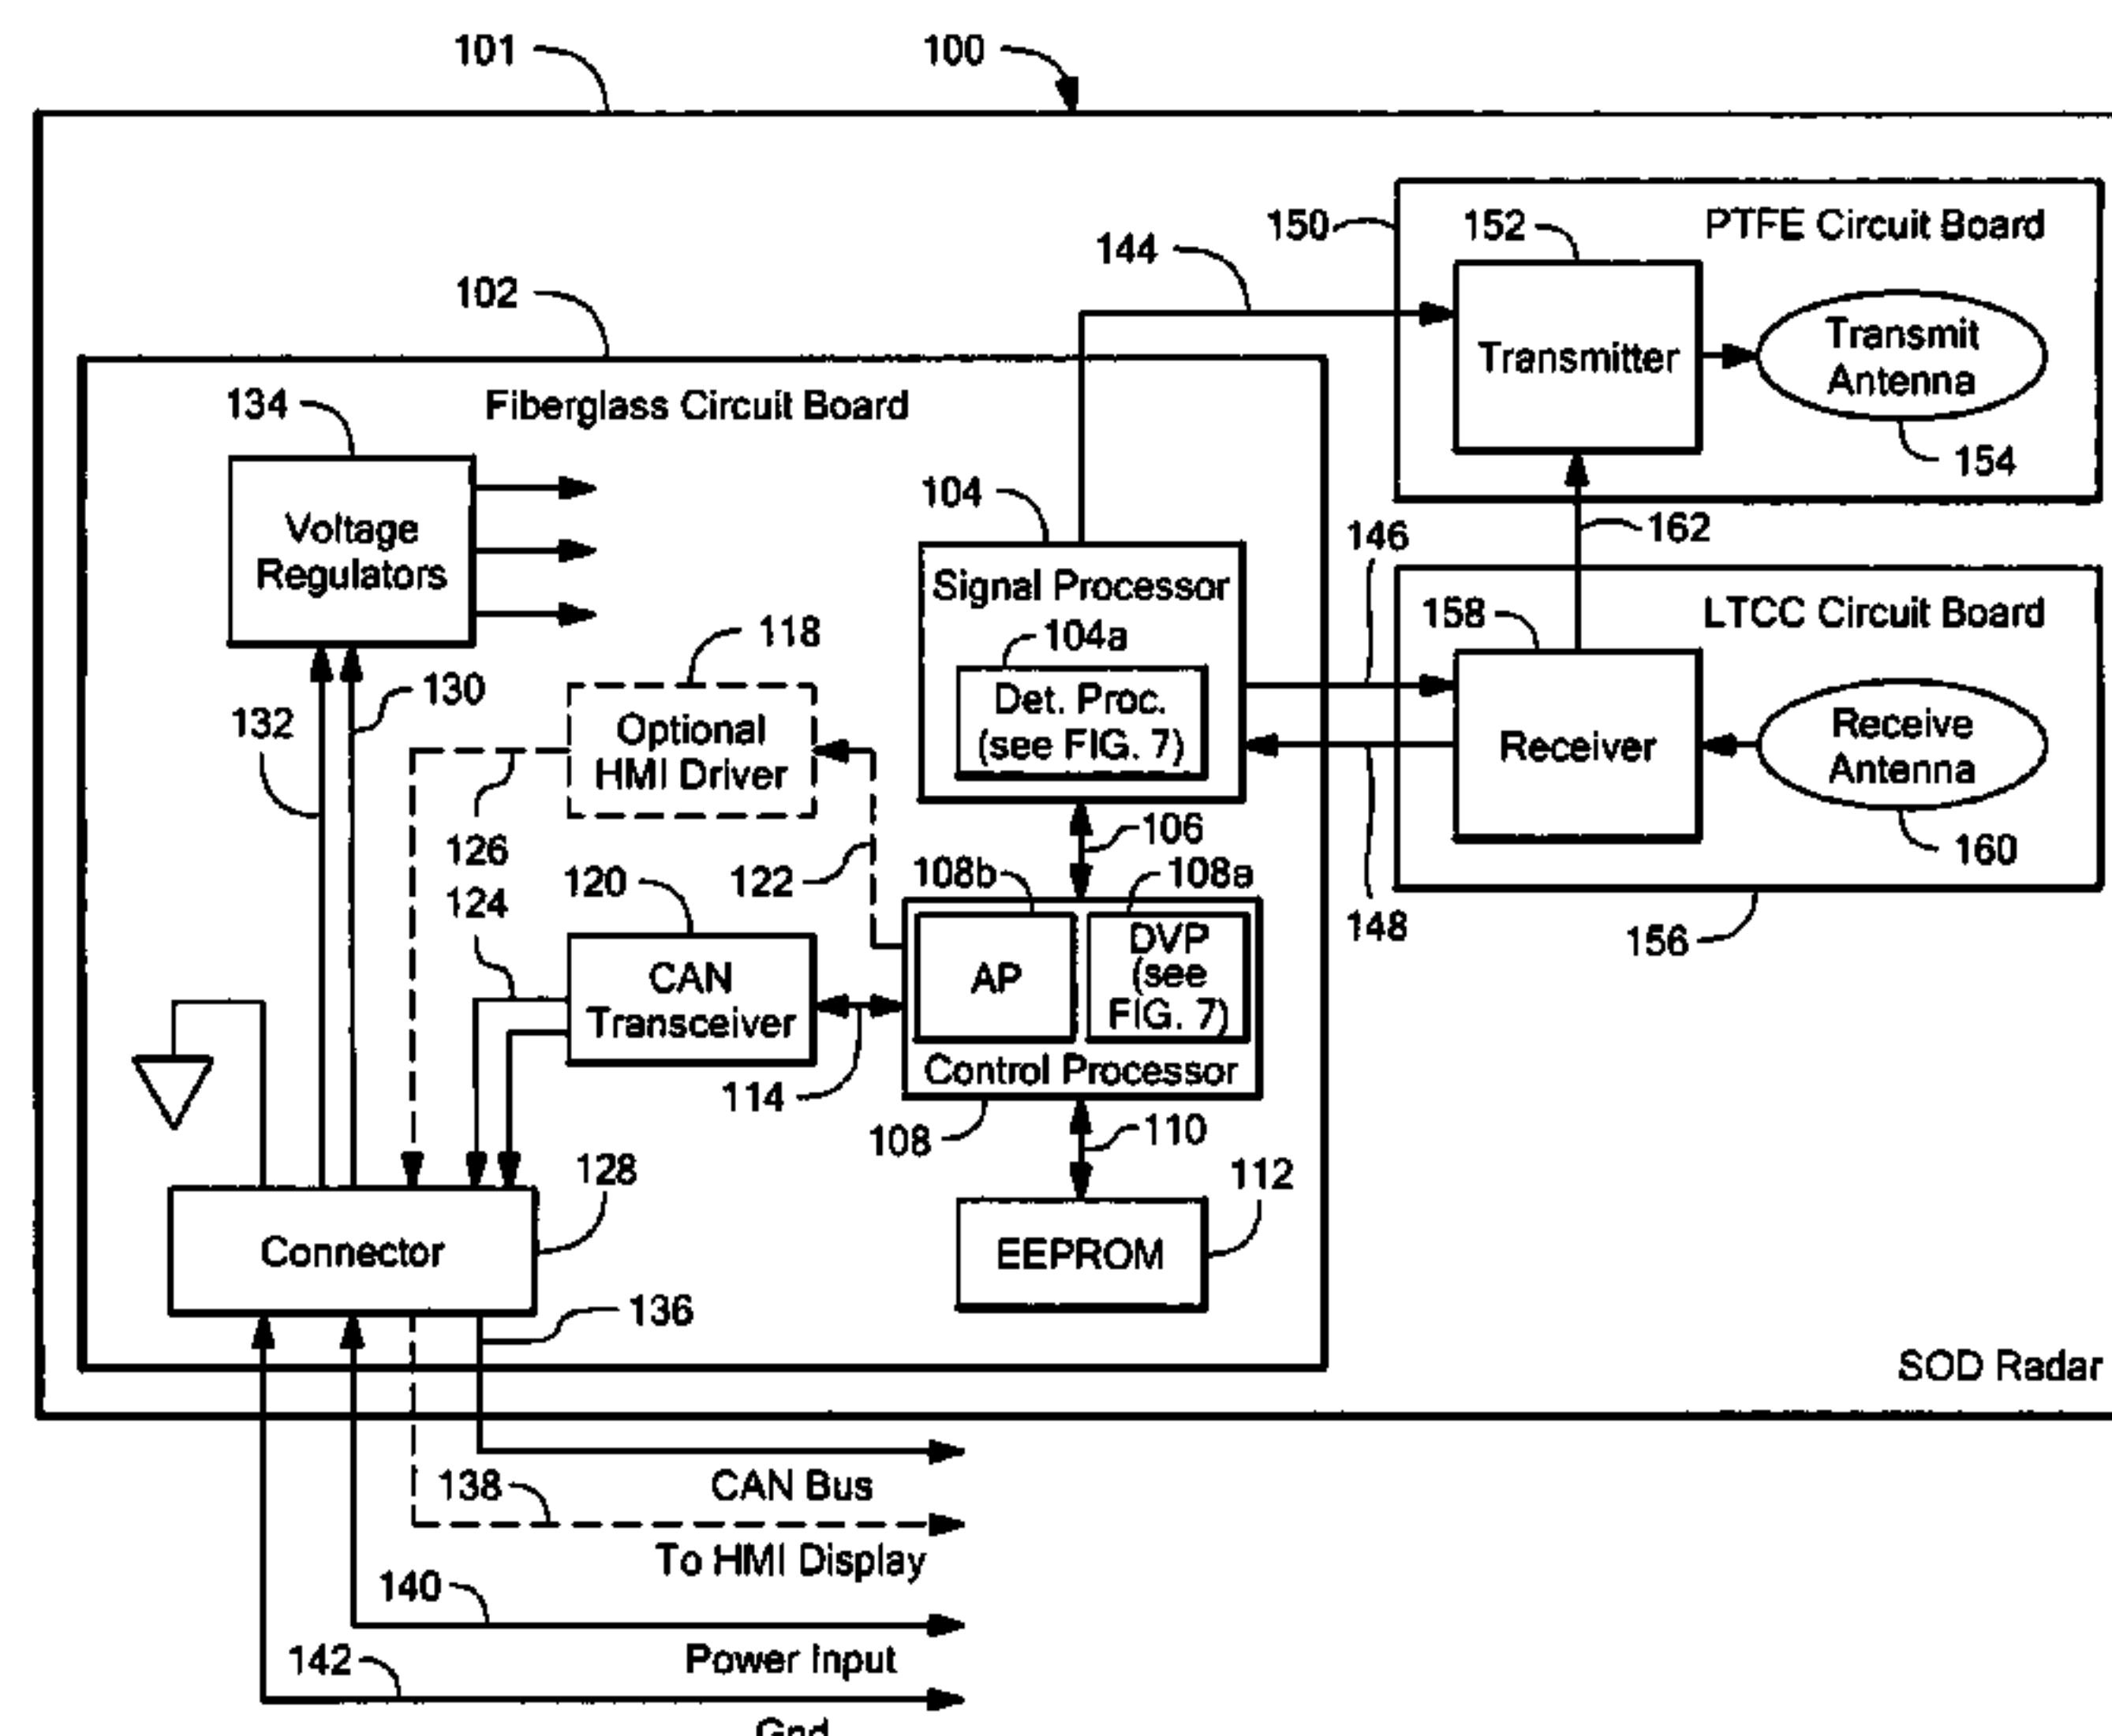 101
100
150
152
PTFE Circuit Board
144
102
Transmitter
Transmit
Antenna
154
134
Fiberglass Circuit Board
Voltage
Regulators
104
Signal Processor
104a
Det. Proc.
(see FIG. 7)
146
162
158
LTCC Circuit Board
Receiver
Receive
Antenna
160
148
156
118
Optional
HMI Driver
130
132
126
124
120
122
106
108b
108a
CAN
Transceiver
AP
DVP
(see
FIG. 7)
Control Processor
114
108
110
112
128
Connector
EEPROM
136
SOD Radar
CAN Bus
138
To HMI Display
140
Power Input
142
Gnd